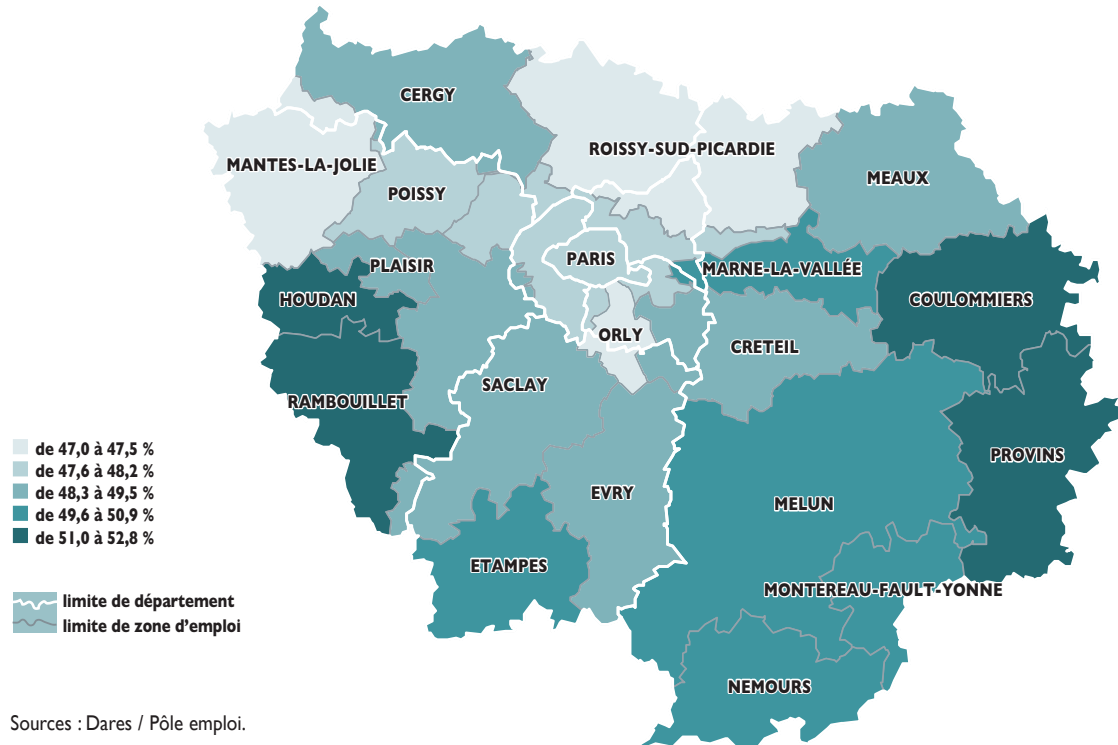 CERGY
ROISSY-SUD-PICARDIE
MANTES-LA-JOLIE
MEAUX
POISSY
PARIS
PLAISIR
MARNE-LA-VALLÉE
HOUDAN
COULOMMIERS
ORLY
CRETEIL
SACLAY
RAMBOUILLET
PROVINS
EVRY
MELUN
ETAMPES
MONTEREAU-FAULT-YONNE
NEMOURS
de 47,0 à 47,5 %
de 47,6 à 48,2 %
de 48,3 à 49,5 %
de 49,6 à 50,9 %
de 51,0 à 52,8 %
limite de département
limite de zone d'emploi
Sources : Dares / Pôle emploi.